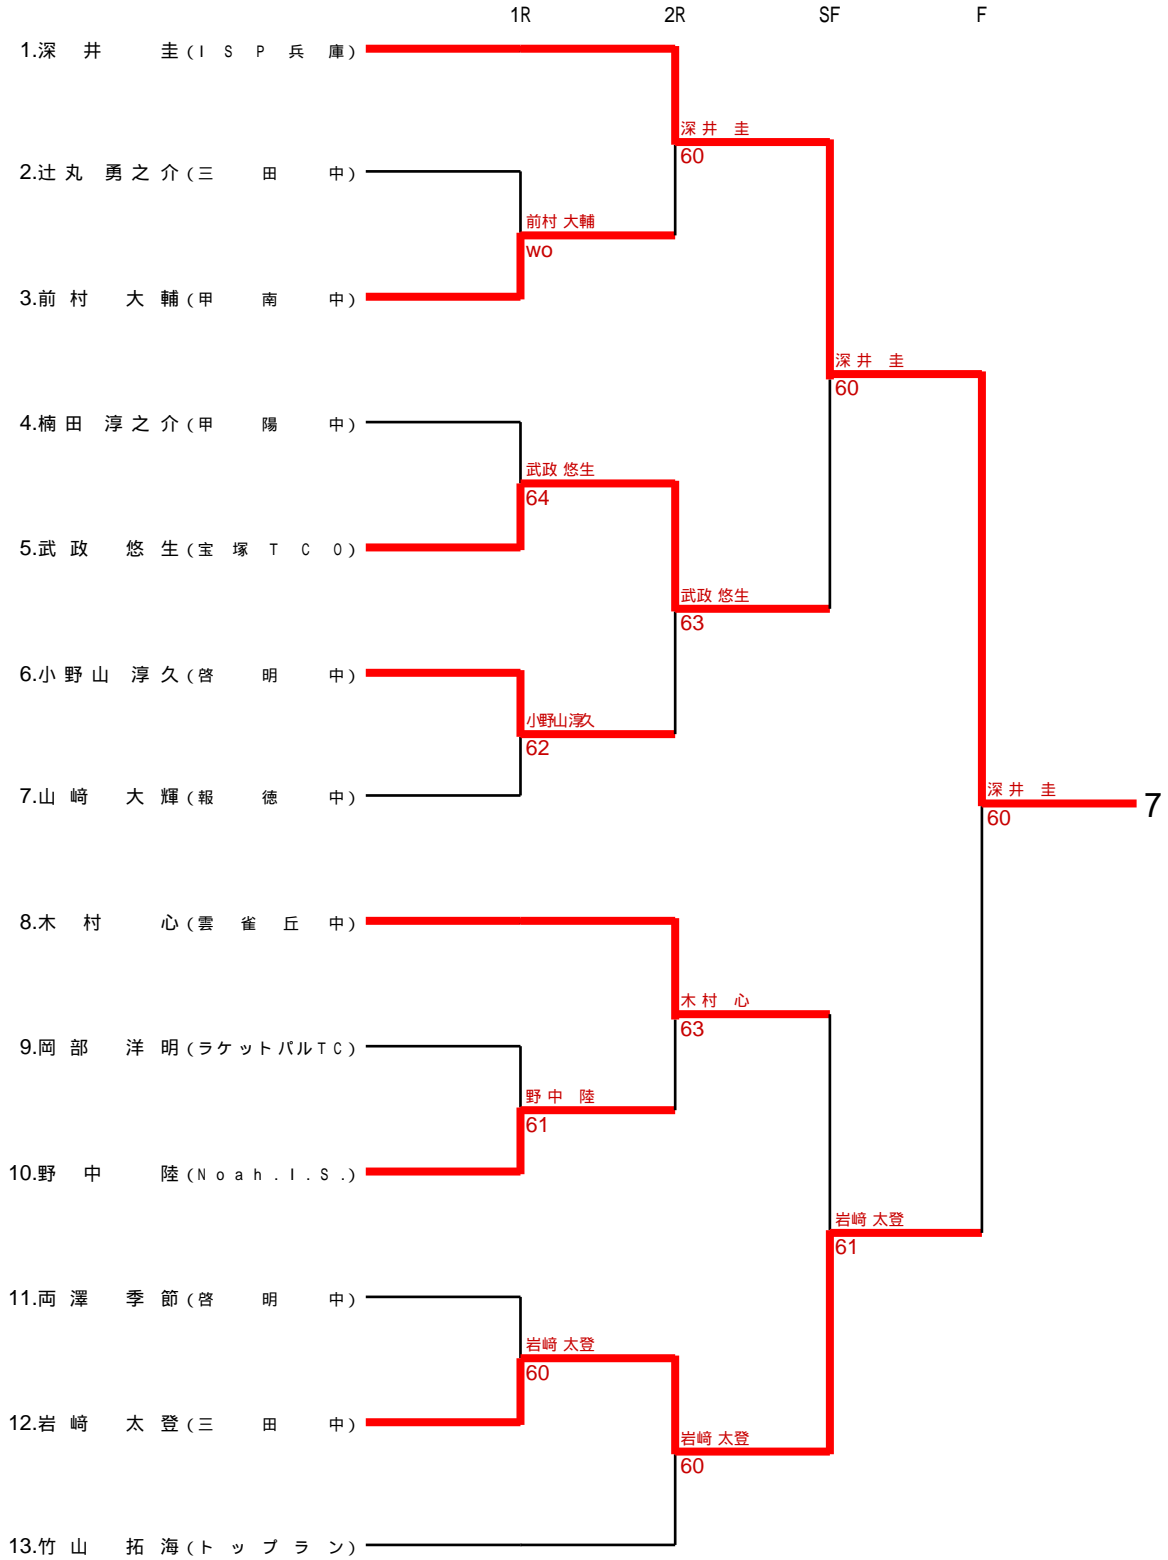 1R 2R SF F
1.深井 圭(ISP兵庫)
深井 圭
60
2.辻丸 勇之介(三田中)
前村 大輔
wo
3.前村 大輔(甲南中)
深井 圭
60
4.楠田 淳之介(甲陽中)
武政 悠生
64
5.武政 悠生(宝塚TCO)
武政 悠生
63
6.小野山 淳久(啓明中)
小野山淳久
62
7.山﨑 大輝(報徳中)
深井 圭
60
7
8.木村 心(雲雀丘中)
木村 心
63
9.岡部 洋明(ラケットパルTC)
野中 陸
61
10.野中 陸(Noah.I.S.)
岩﨑 太登
61
11.両澤 季節(啓明中)
岩﨑 太登
60
12.岩﨑 太登(三田中)
岩﨑 太登
60
13.竹山 拓海(トップラン)